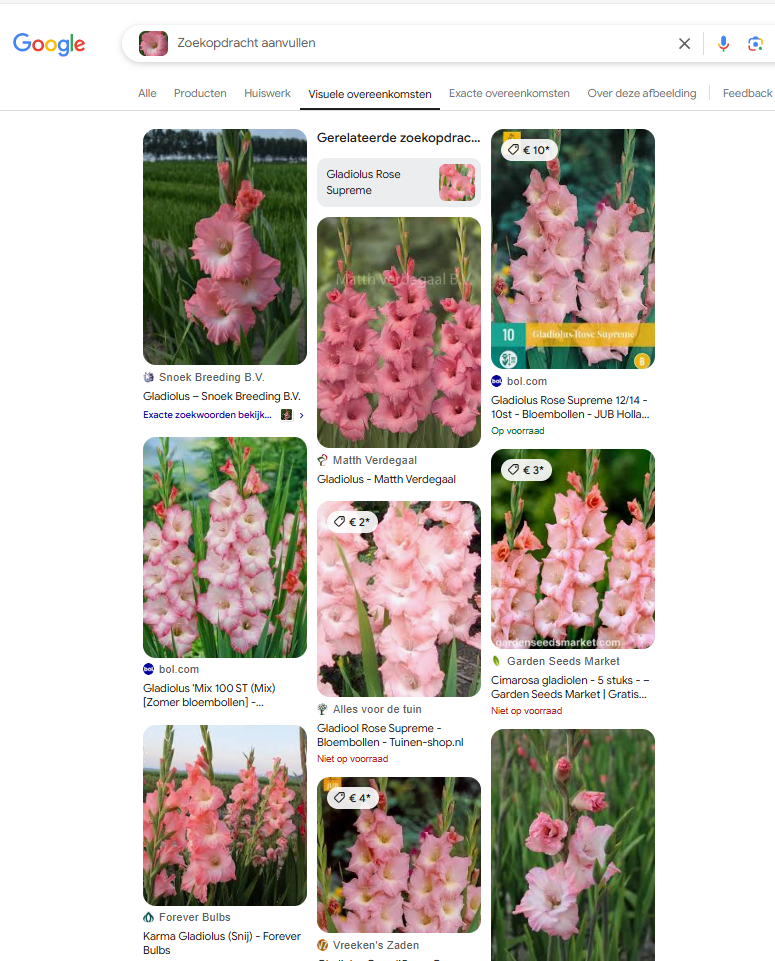 Google
Zoekopdracht aanvullen
Alle
Producten
Huiswerk
Visuele overeenkomsten
Exacte overeenkomsten
Over deze afbeelding
Feedback
Snoek Breeding B.V.
Gladiolus – Snoek Breeding B.V.
Exacte zoekwoorden bekijk...
bol
bol.com
Gladiolus 'Mix 100 ST (Mix)
[Zomer bloembollen] -...
Forever Bulbs
Karma Gladiolus (Snij) - Forever
Bulbs
Gerelateerde zoekopdrac...
Gladiolus Rose
Supreme
Matth Verdegaal B.V.
Matth Verdegaal
Gladiolus - Matth Verdegaal
€ 2*
Alles voor de tuin
Gladiool Rose Supreme -
Bloembollen - Tuinen-shop.nl
Niet op voorraad
€ 4*
Vreeken's Zaden
€ 10*
10
Gladiolus Rose Supreme
8
bol
bol.com
Gladiolus Rose Supreme 12/14 -
10st - Bloembollen - JUB Holla...
Op voorraad
€ 3*
gardenseedsmarket.com
Garden Seeds Market
Cimarosa gladiolen - 5 stuks - –
Garden Seeds Market | Gratis...
Niet op voorraad